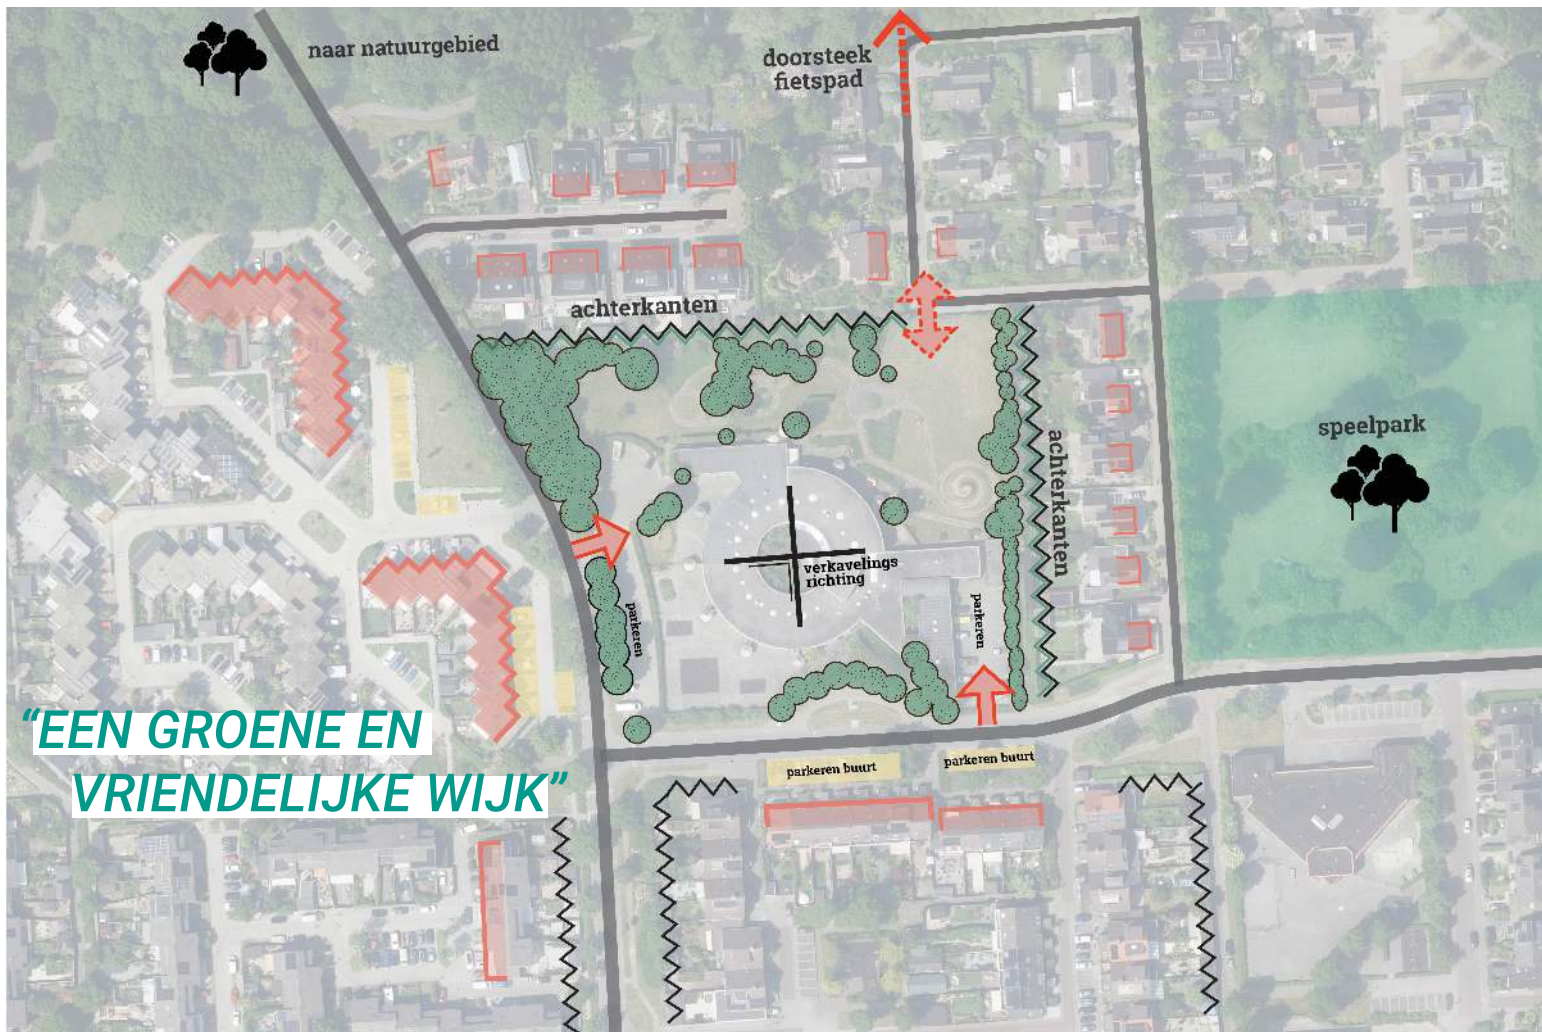 naar natuurgebied
doorsteek
fietspad
achterkanten
speelpark
achterkanten
verkavelings
richting
parkeren
parkeren
"EEN GROENE EN
VRIENDELIJKE WIJK"
parkeren buurt
parkeren buurt